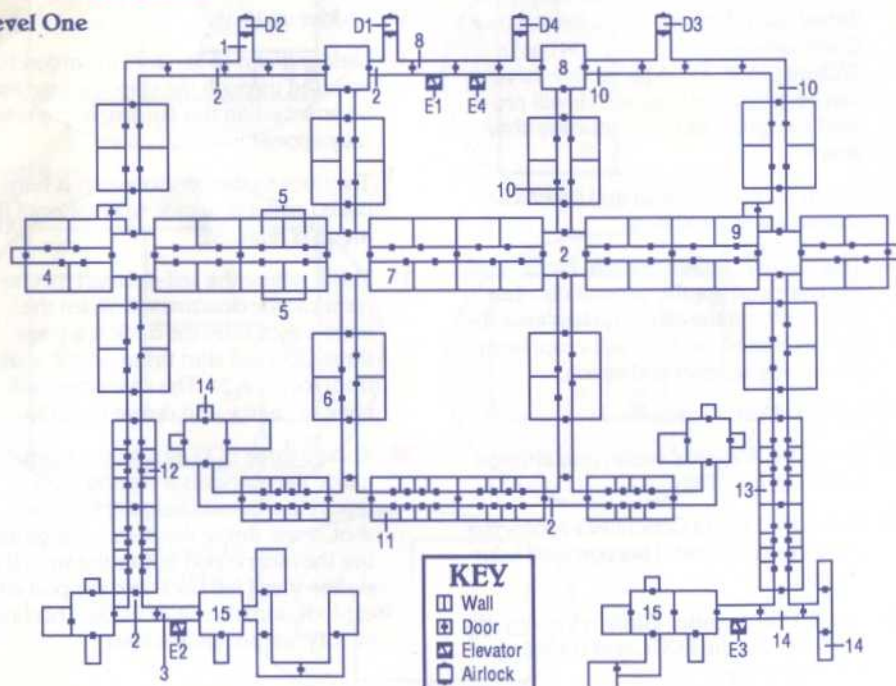 evel One
D2 D1 D4 D3
1 8
2 2 8 10 10
E1 E4
10
5
9
4 7 2
5
6
14
12
13
11 2
KEY
Wall
Door
Elevator
Airlock
15 15
2 E2 E3 14 14
3